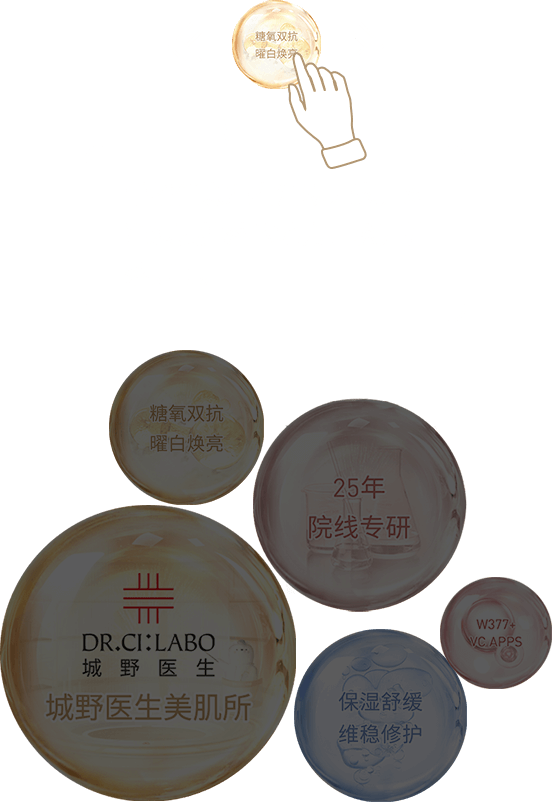 糖氧双抗
曜白焕亮
糖氧双抗
曜白焕亮
25年
院线专研
DR.CI:LABO
城野医生
城野医生美肌所
W377+
VC.APPS
保湿舒缓
维稳修护